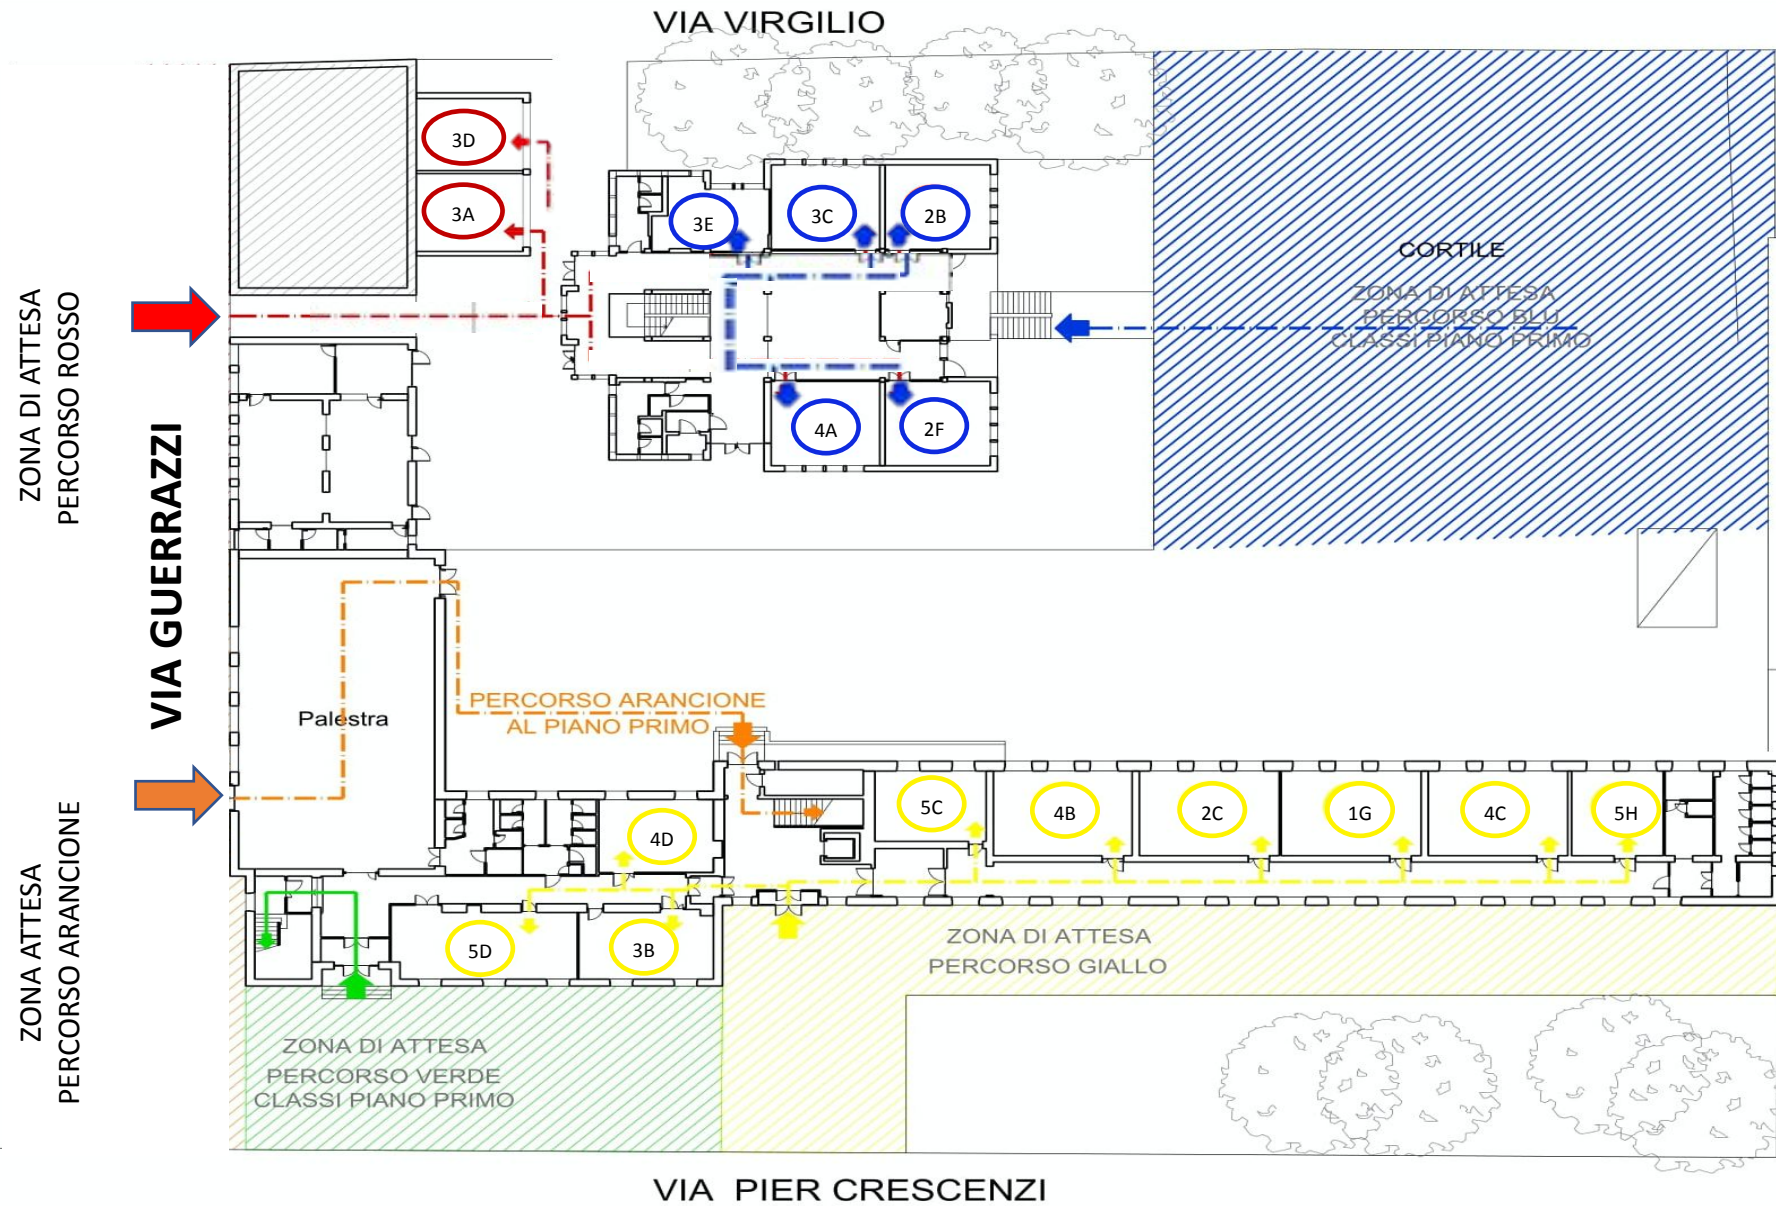 VIA VIRGILIO
3D
3A
3E
3C
2B
CORTILE
ZONA DI ATTESA
PERCORSO BLU
CLASSI PIANO PRIMO
4A
2F
ZONA DI ATTESA
PERCORSO ROSSO
VIA GUERRAZZI
ZONA ATTESA
PERCORSO ARANCIONE
Palestra
PERCORSO ARANCIONE
AL PIANO PRIMO
5C
4B
2C
1G
4C
5H
4D
5D
3B
ZONA DI ATTESA
PERCORSO GIALLO
ZONA DI ATTESA
PERCORSO VERDE
CLASSI PIANO PRIMO
VIA PIER CRESCENZI